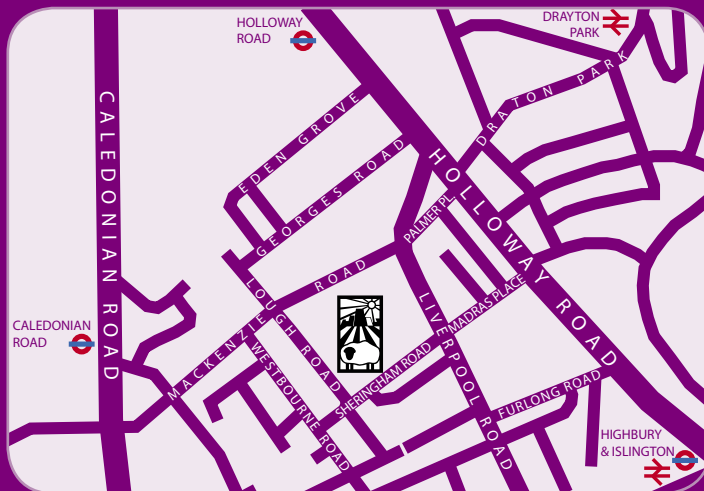 HOLLOWAY
ROAD
DRAYTON
PARK
CALEDONIAN ROAD
EDEN GROVE
GEORGES ROAD
DRATON PARK
HOLLOWAY ROAD
PALMER PL
MACKENZIE ROAD
LOUGH ROAD
LIVERPOOL ROAD
MADRAS PLACE
SHERINGHAM ROAD
WESTBOURNE ROAD
FURLONG ROAD
CALEDONIAN
ROAD
HIGHBURY
& ISLINGTON